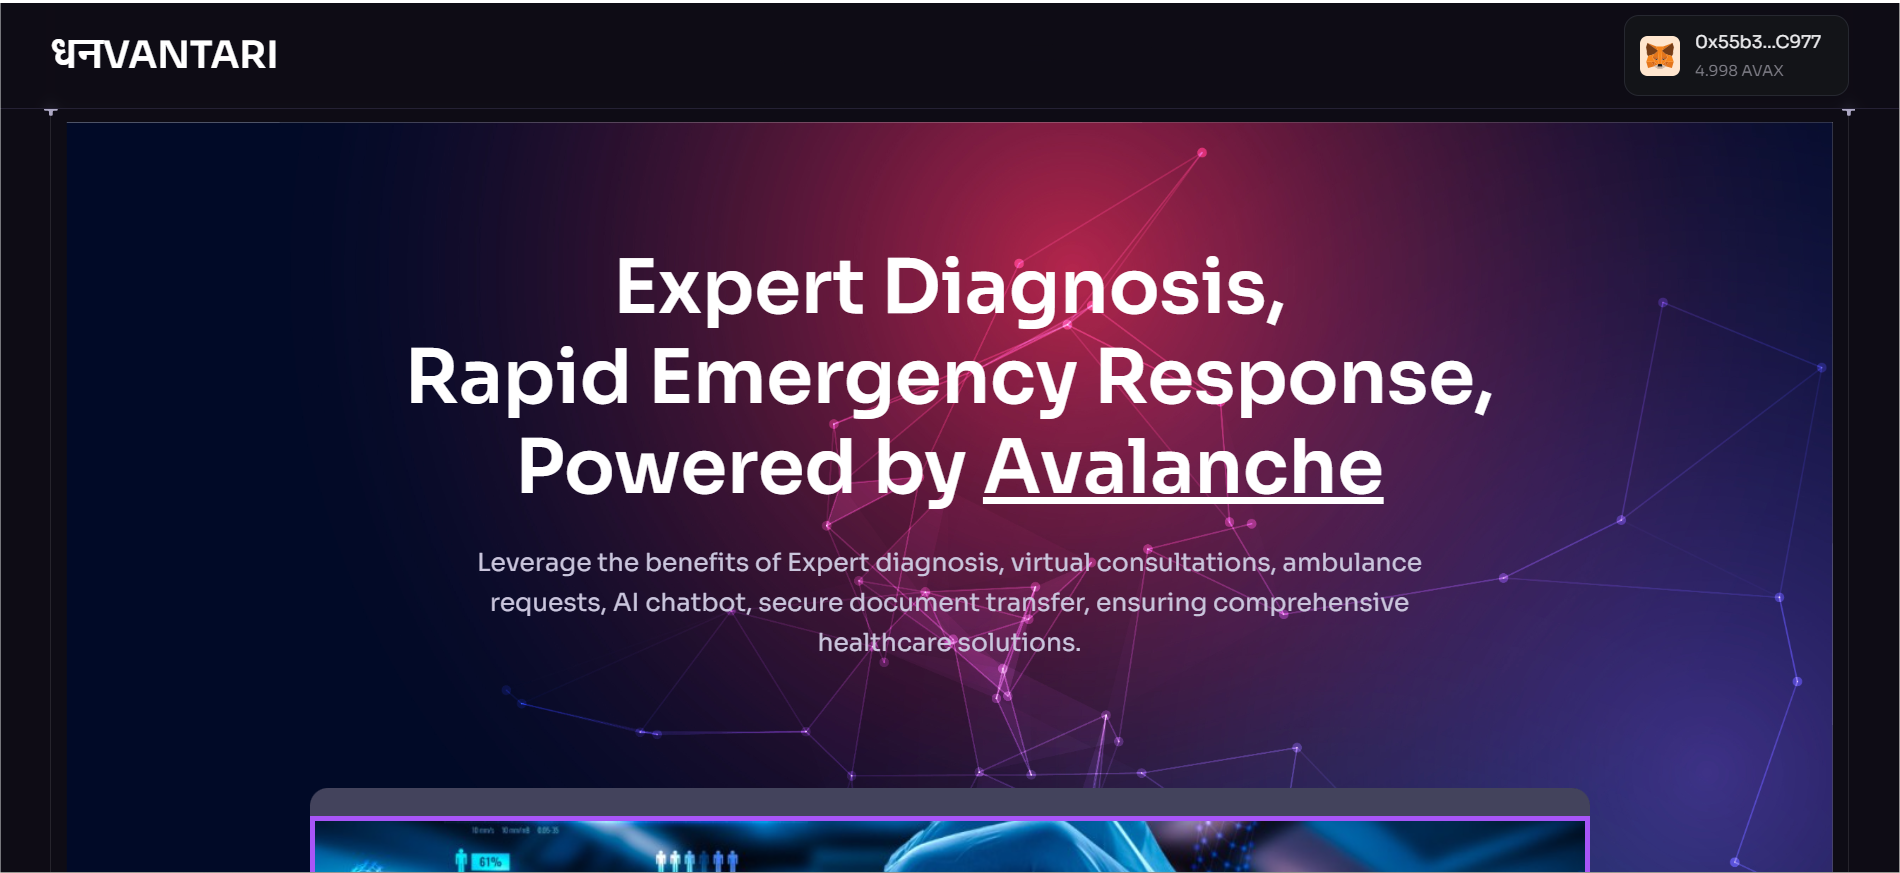 धनVANTARI
0x55b3...C977
4.998 AVAX
Expert Diagnosis,
Rapid Emergency Response,
Powered by Avalanche
Leverage the benefits of Expert diagnosis, virtual consultations, ambulance
requests, AI chatbot, secure document transfer, ensuring comprehensive
healthcare solutions.
61%